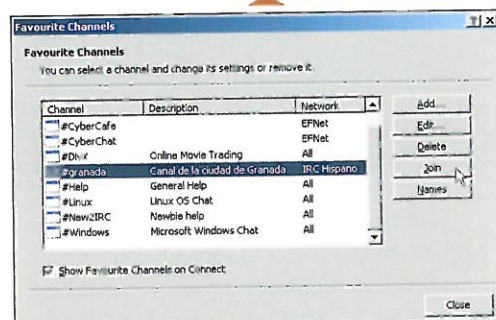 Favourite Channels
Favourite Channels
You can select a channel and change its settings or remove it.
Channel Description Network
#CyberCafe EFNet
#CyberChat EFNet
#DivX Online Movie Trading All
#granada Canal de la ciudad de Granada IRC Hispano
#Help General Help All
#Linux Linux OS Chat All
#New2IRC Newbie help All
#Windows Microsoft Windows Chat All
Add...
Edit...
Delete
Join
Names
Show Favourite Channels on Connect
Close